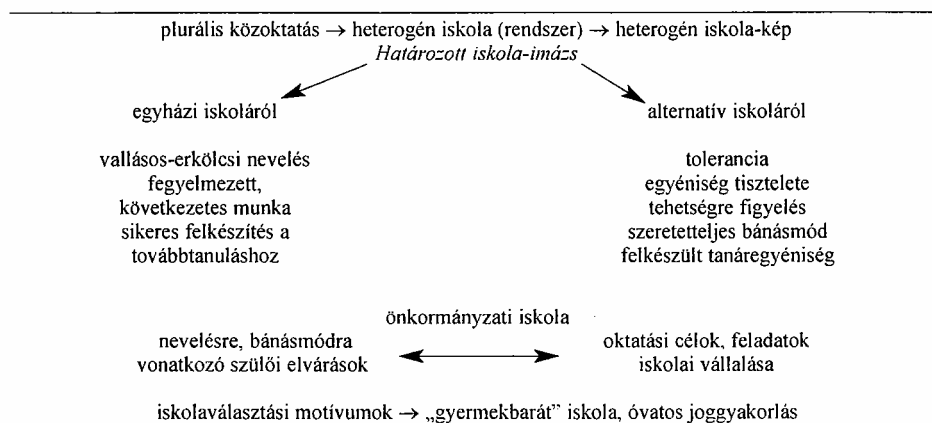 plurális közoktatás → heterogén iskola (rendszer) → heterogén iskola-kép
Határozott iskola-imázs
egyházi iskoláról
vallásos-erkölcsi nevelés
fegyelmezett,
következetes munka
sikeres felkészítés a
továbbtanuláshoz
alternatív iskoláról
tolerancia
egyéniség tisztelete
tehetségre figyelés
szeretetteljes bánásmód
felkészült tanáregyéniség
önkormányzati iskola
nevelésre, bánásmódra
vonatkozó szülői elvárások
oktatási célok, feladatok
iskolai vállalása
iskolaválasztási motívumok → „gyermekbarát” iskola, óvatos joggyakorlás